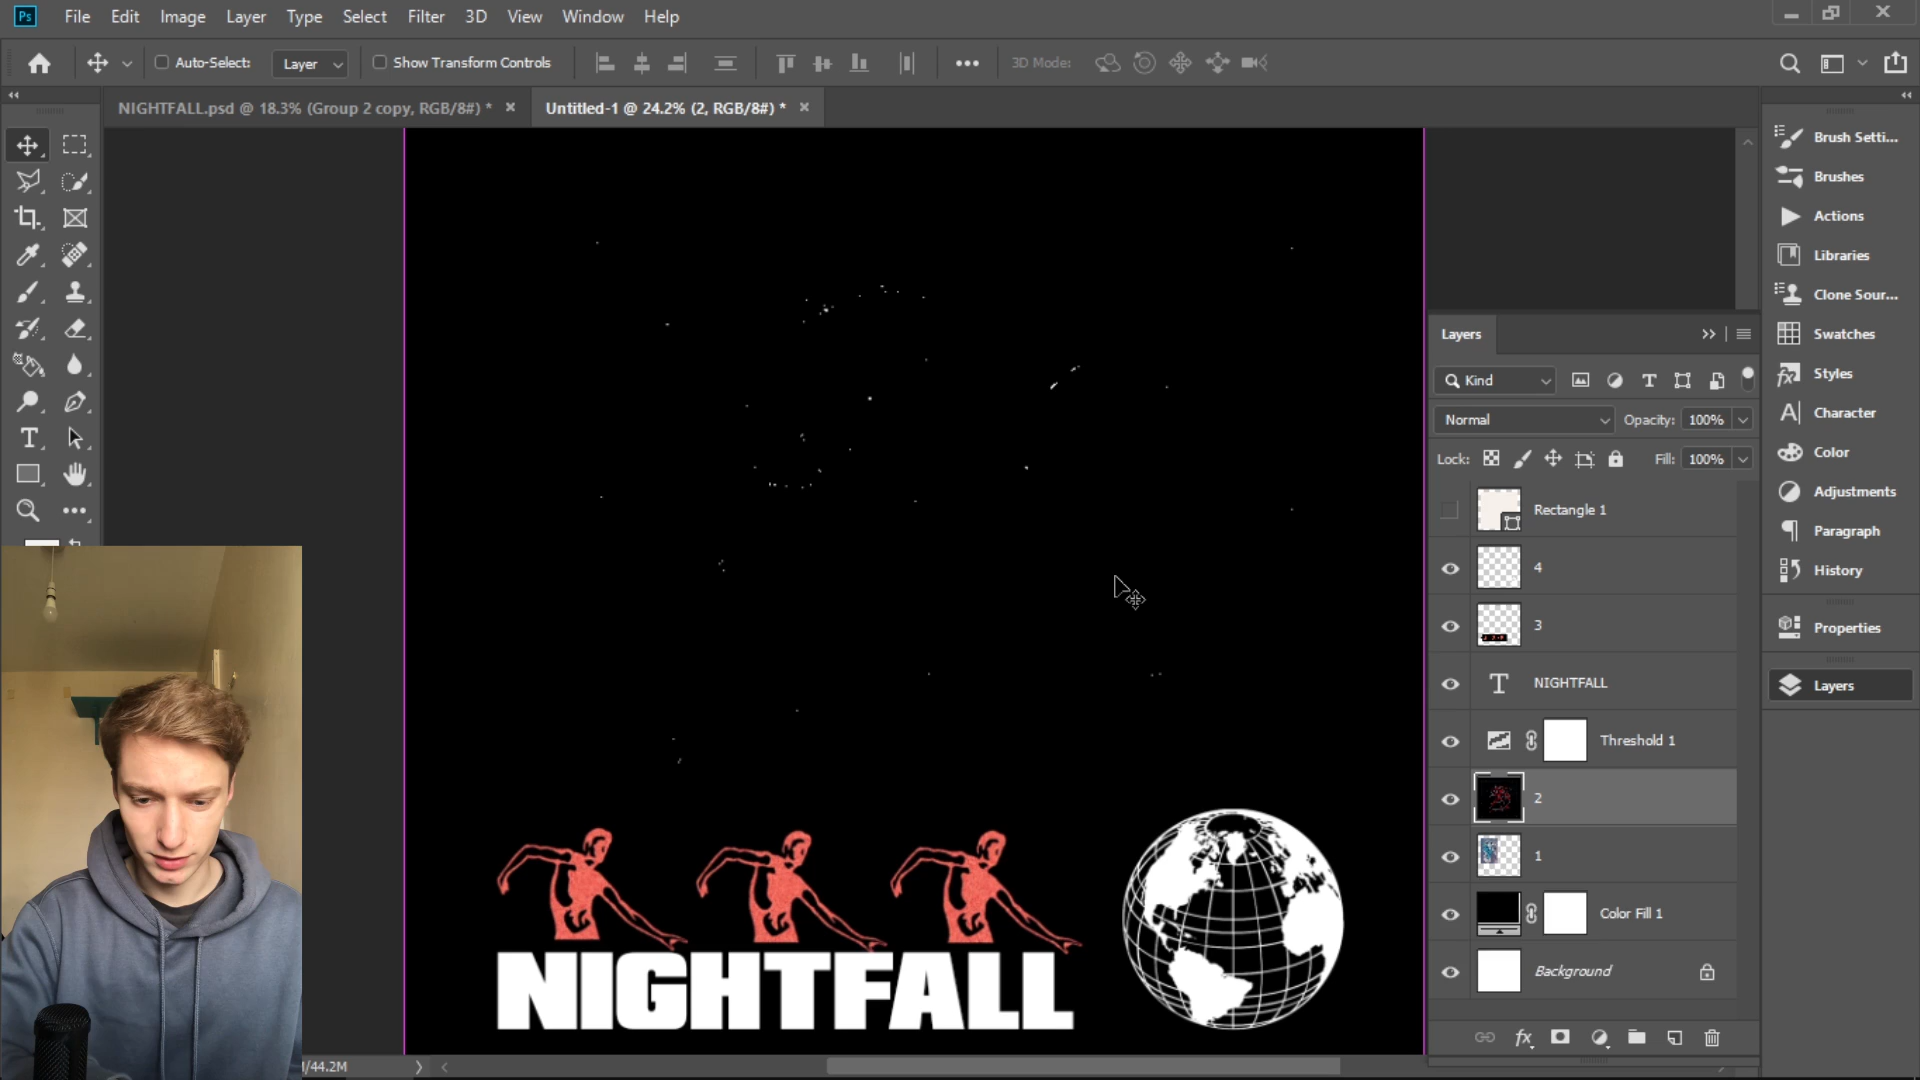 Ps File Edit Image Layer Type Select Filter 3D View Window Help
Auto-Select: Layer Show Transform Controls 3D Mode:
NIGHTFALL.psd @ 18.3% (Group 2 copy, RGB/8#) * Untitled-1 @ 24.2% (2, RGB/8#) *
Brush Setti...
Brushes
Actions
Libraries
Clone Sour...
Swatches
Styles
Character
Color
Adjustments
Paragraph
History
Properties
Layers
Layers
Kind
Normal Opacity: 100%
Lock: Fill: 100%
Rectangle 1
4
3
NIGHTFALL
Threshold 1
2
1
Color Fill 1
Background
NIGHTFALL
/44.2M